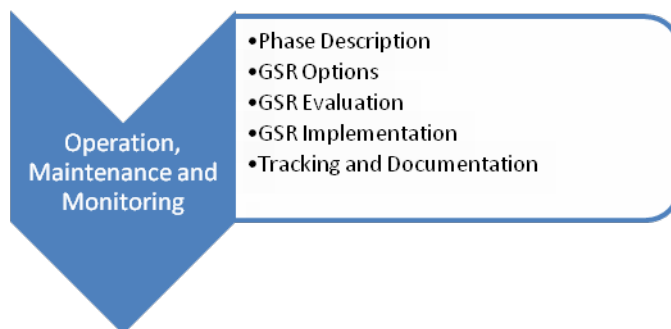 Operation,
Maintenance and
Monitoring
•Phase Description
•GSR Options
•GSR Evaluation
•GSR Implementation
•Tracking and Documentation